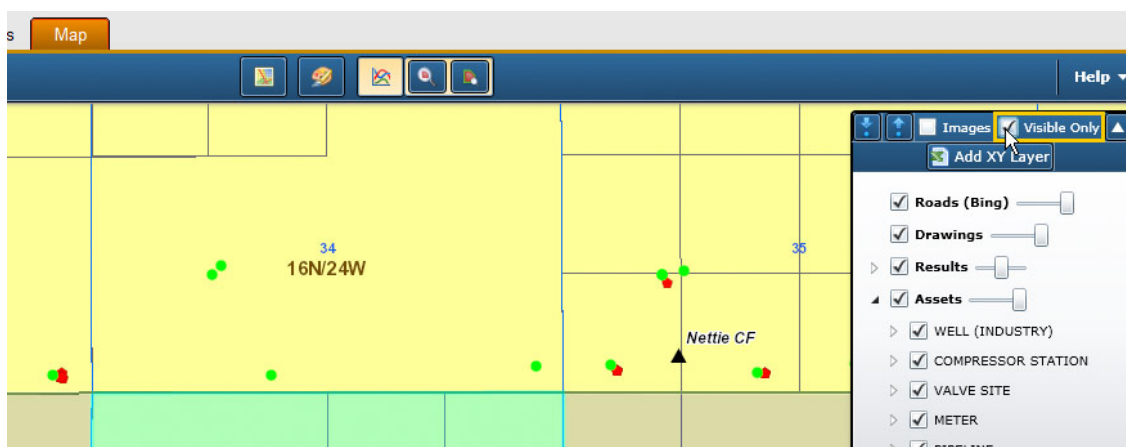 s Map
Help
Images Visible Only
Add XY Layer
Roads (Bing)
34
35
Drawings
16N/24W
Results
Assets
Nettie CF
WELL (INDUSTRY)
COMPRESSOR STATION
VALVE SITE
METER
PIPELINE